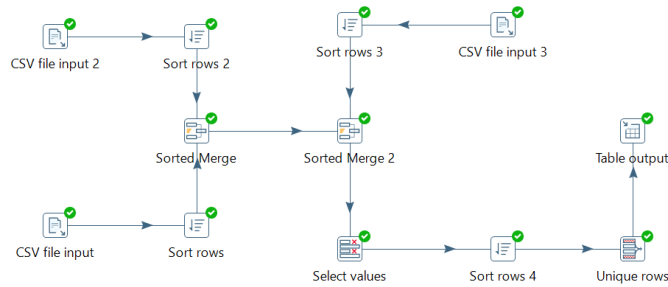 CSV file input 2
Sort rows 2
Sort rows 3
CSV file input 3
Sorted Merge
Sorted Merge 2
Table output
CSV file input
Sort rows
Select values
Sort rows 4
Unique rows